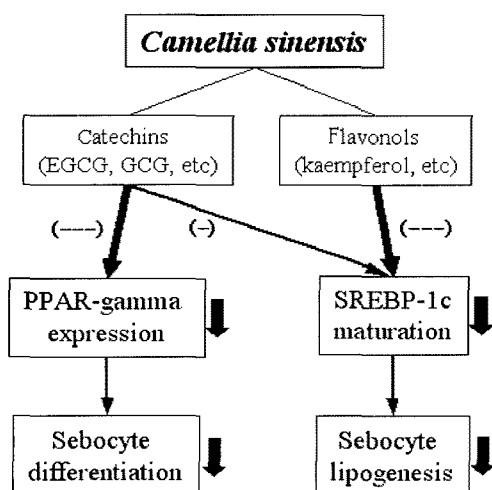 Camellia sinensis
Catechins
(EGCG, GCG, etc)
Flavonols
(kaempferol, etc)
(---)
(-)
(---)
PPAR-gamma
expression
SREBP-1c
maturation
Sebocyte
differentiation
Sebocyte
lipogenesis